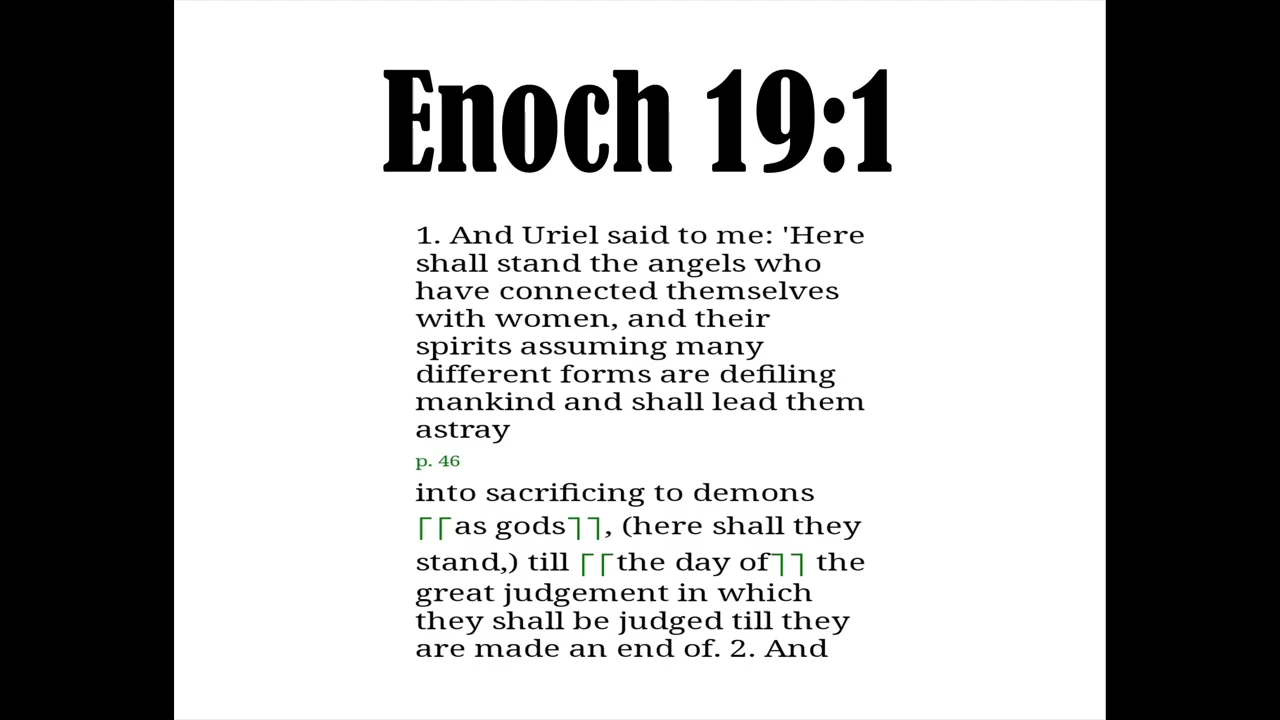 Enoch 19:1
1. And Uriel said to me: 'Here
shall stand the angels who
have connected themselves
with women, and their
spirits assuming many
different forms are defiling
mankind and shall lead them
astray
p. 46
into sacrificing to demons
⌈⌈as gods⌉⌉, (here shall they
stand,) till ⌈⌈the day of⌉⌉ the
great judgement in which
they shall be judged till they
are made an end of. 2. And